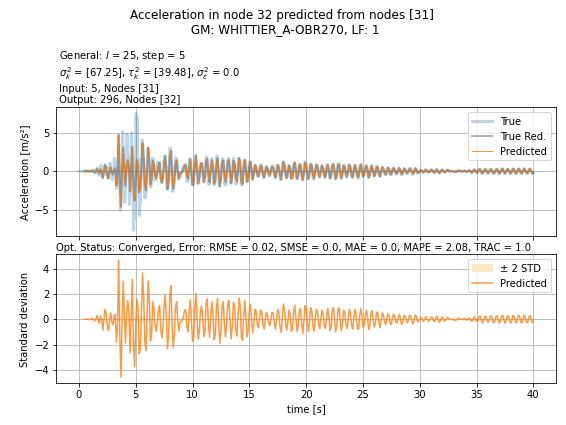 Acceleration in node 32 predicted from nodes [31]
GM: WHITTIER_A-OBR270, LF: 1
General: l = 25, step = 5
σ²ₖ = [67.25], τ²ₖ = [39.48], σ²ε = 0.0
Input: 5, Nodes [31]
Output: 296, Nodes [32]
True
True Red.
Predicted
Acceleration [m/s²]
5
0
−5
Opt. Status: Converged, Error: RMSE = 0.02, SMSE = 0.0, MAE = 0.0, MAPE = 2.08, TRAC = 1.0
± 2 STD
Predicted
Standard deviation
4
2
0
−2
−4
0 5 10 15 20 25 30 35 40
time [s]